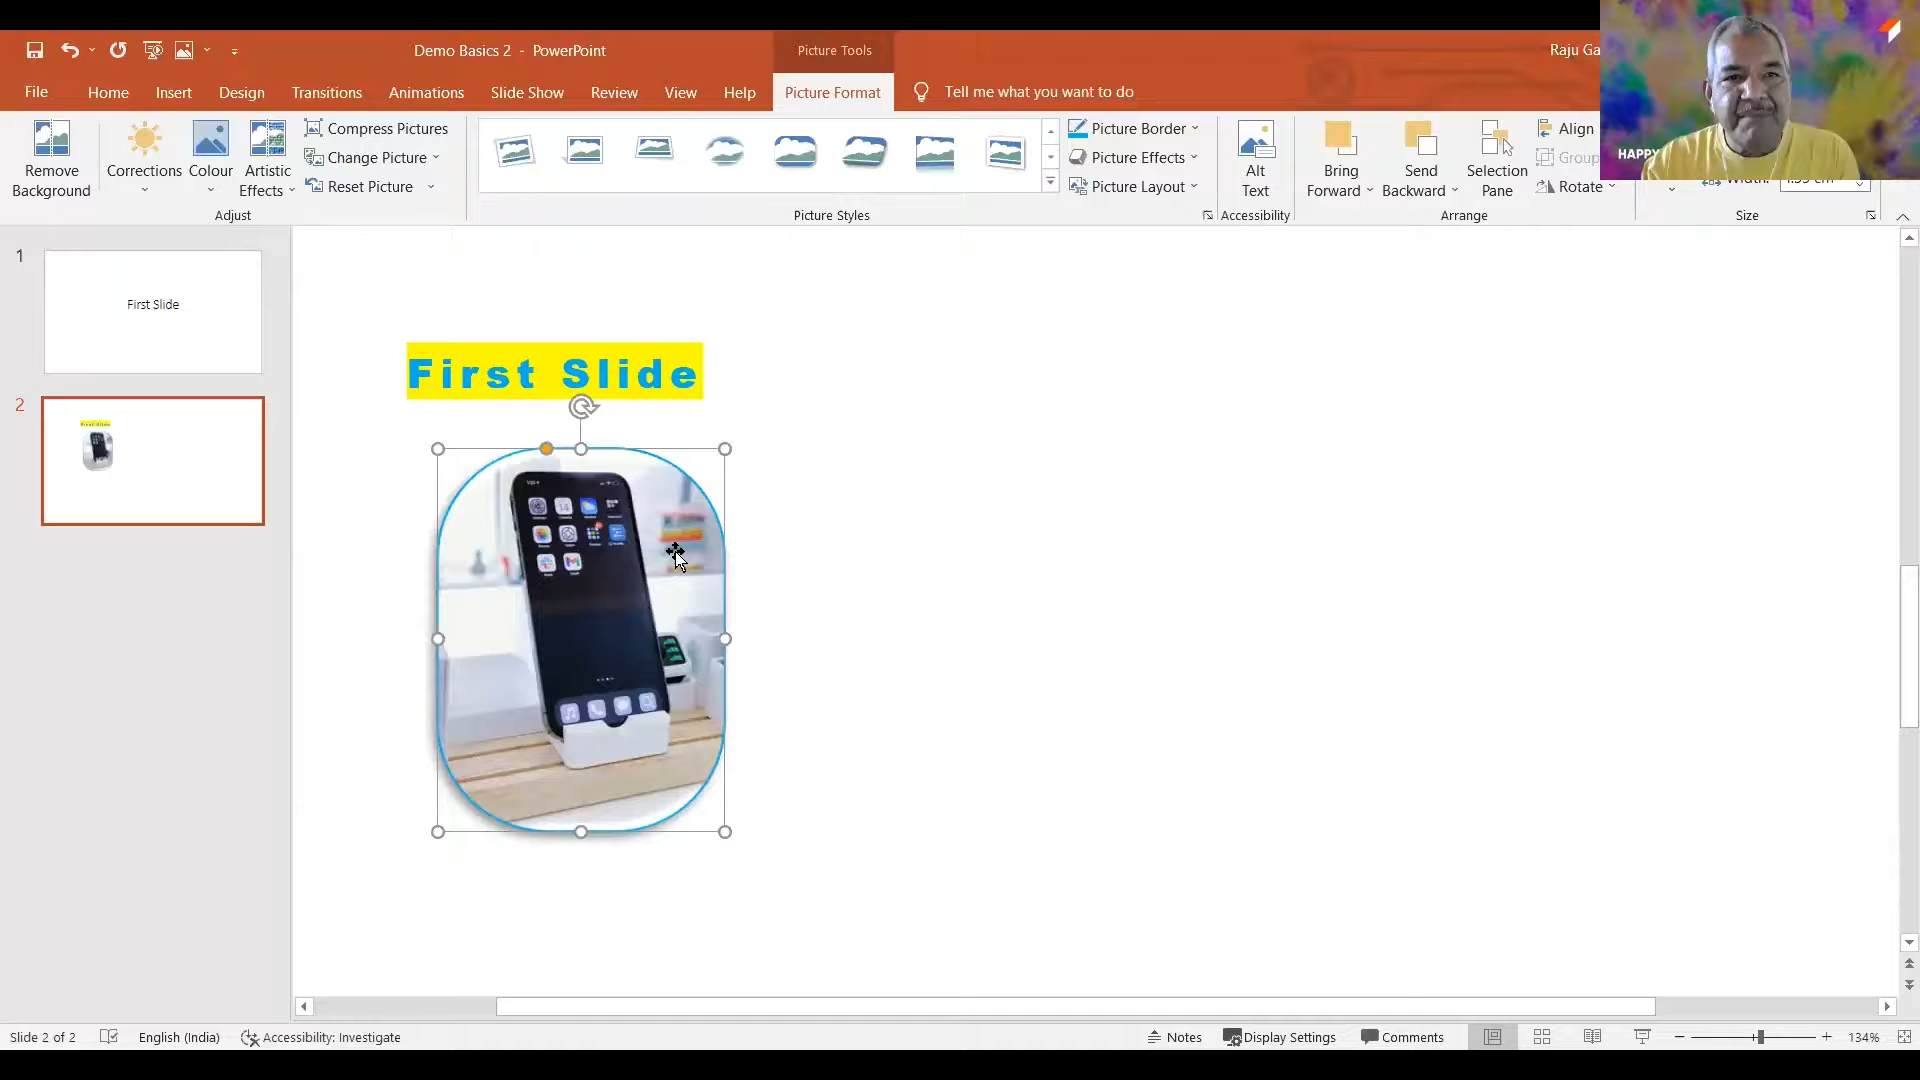 Demo Basics 2 - PowerPoint
Picture Tools
Raju Ga
File
Home
Insert
Design
Transitions
Animations
Slide Show
Review
View
Help
Picture Format
Tell me what you want to do
Remove
Background
Corrections
Colour
Artistic
Effects
Compress Pictures
Change Picture
Reset Picture
Adjust
Picture Styles
Picture Border
Picture Effects
Picture Layout
Alt
Text
Accessibility
Bring
Forward
Send
Backward
Selection
Pane
Align
Group
Rotate
Arrange
Size
HAPPY
1
First Slide
2
First Slide
First Slide
Slide 2 of 2
English (India)
Accessibility: Investigate
Notes
Display Settings
Comments
134%